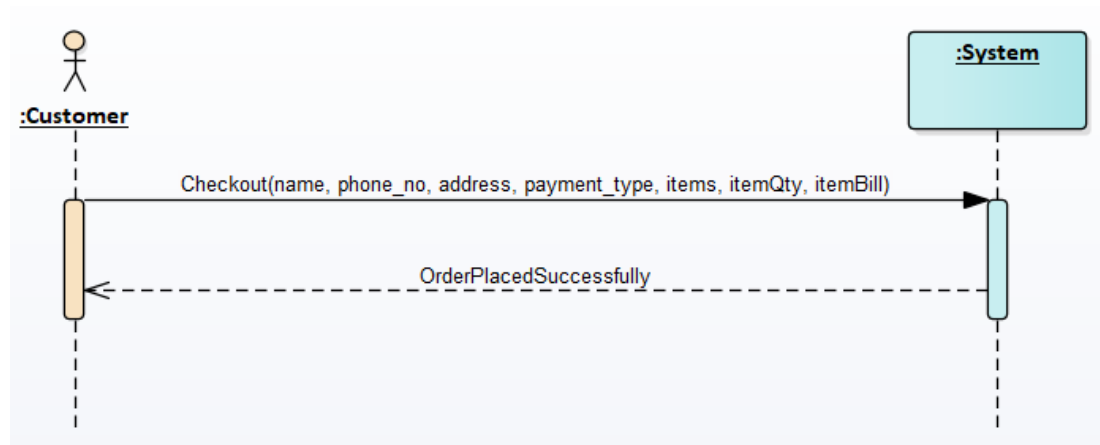 :System
:Customer
Checkout(name, phone_no, address, payment_type, items, itemQty, itemBill)
OrderPlacedSuccessfully